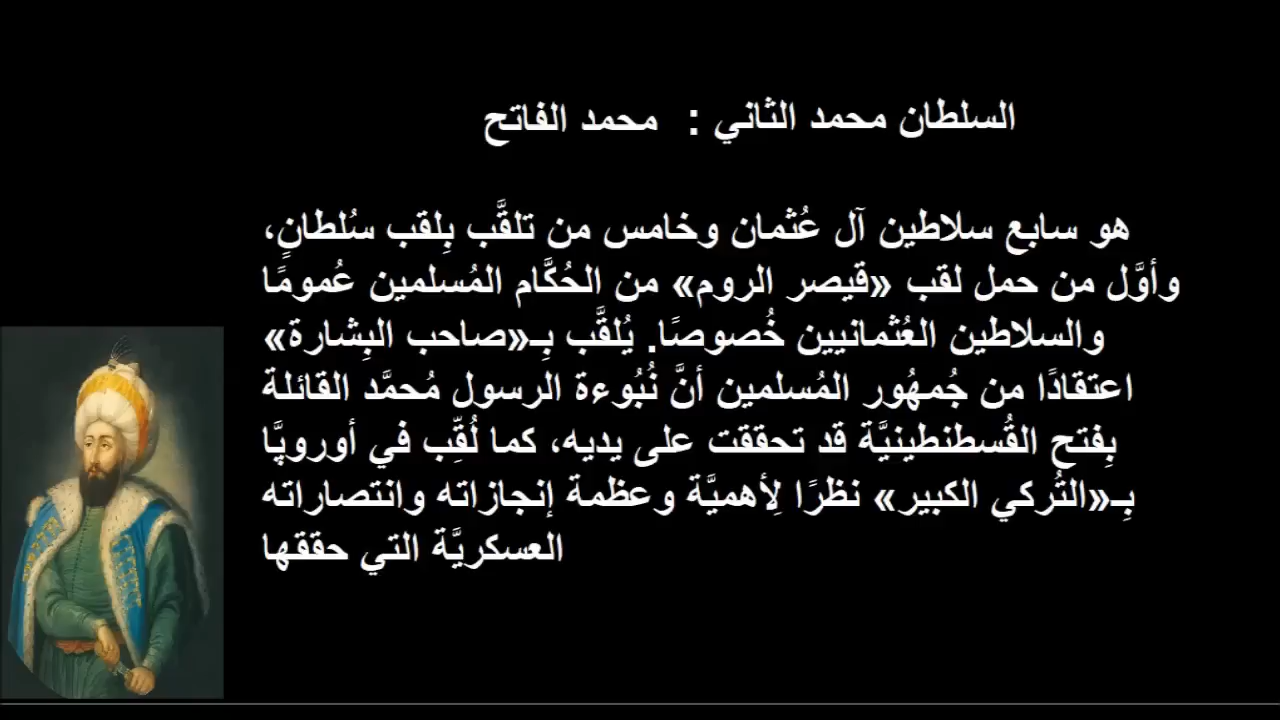 السلطان محمد الثاني : محمد الفاتح
هو سابع سلاطين آل عُثمان وخامس من تلقَّب بِلقب سُلطانٍ،
وأوَّل من حمل لقب «قيصر الروم» من الحُكَّام المُسلمين عُمومًا
والسلاطين العُثمانيين خُصوصًا. يُلقَّب بِـ«صاحب البِشارة»
اعتقادًا من جُمهُور المُسلمين أنَّ نُبُوءة الرسول مُحمَّد القائلة
بِفتح القُسطنطينيَّة قد تحققت على يديه، كما لُقِّب في أوروپَّا
بِـ«التُركي الكبير» نظرًا لِأهميَّة وعظمة إنجازاته وانتصاراته
العسكريَّة التي حققها